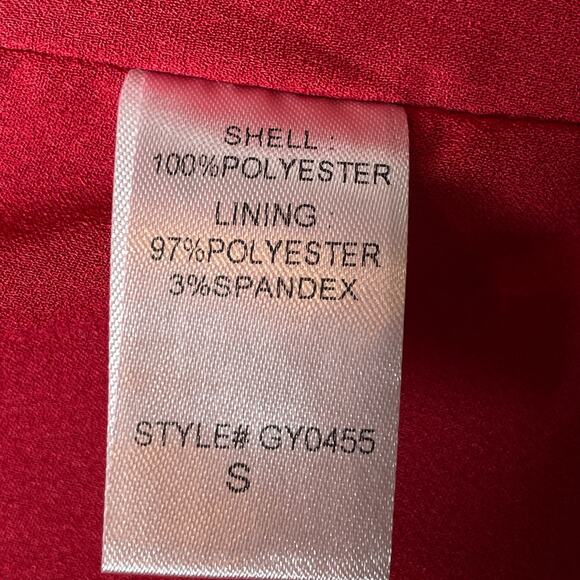 SHELL :
100%POLYESTER
LINING :
97%POLYESTER
3%SPANDEX
STYLE# GY0455
S